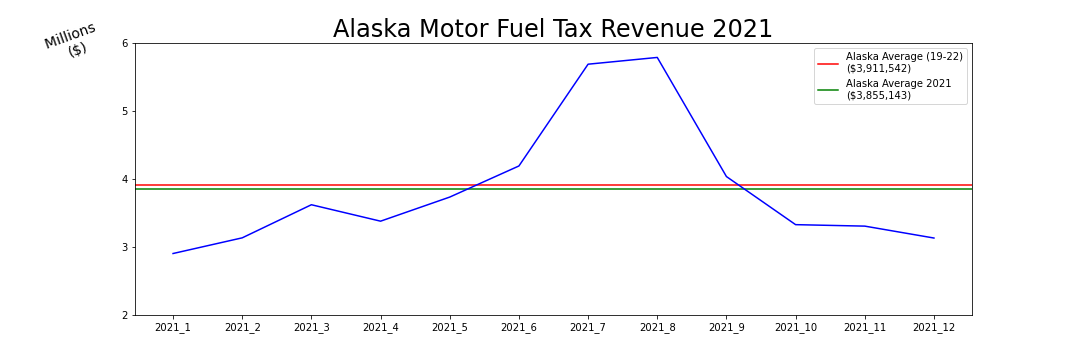 Alaska Motor Fuel Tax Revenue 2021
Millions
($)
6
5
4
3
2
Alaska Average (19-22)
($3,911,542)
Alaska Average 2021
($3,855,143)
2021_1 2021_2 2021_3 2021_4 2021_5 2021_6 2021_7 2021_8 2021_9 2021_10 2021_11 2021_12